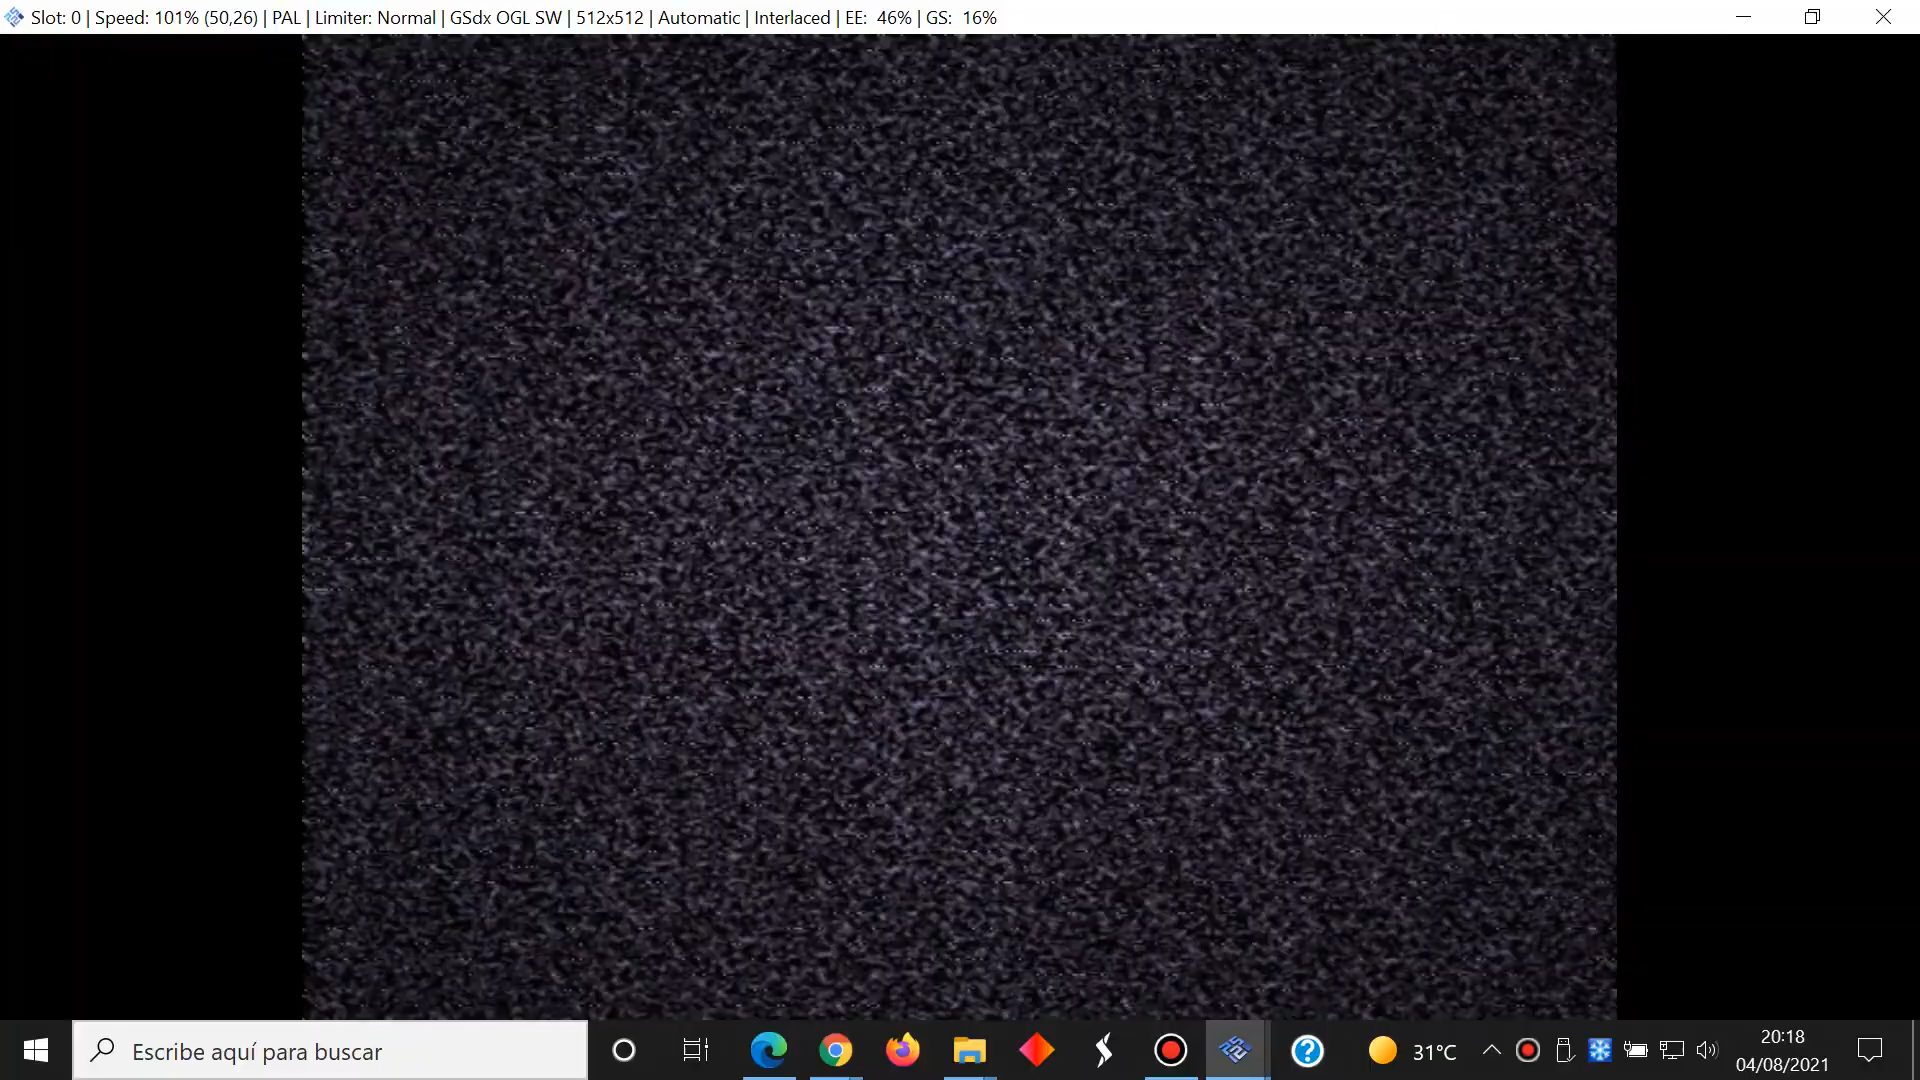 Slot: 0 | Speed: 101% (50,26) | PAL | Limiter: Normal | GSdx OGL SW | 512x512 | Automatic | Interlaced | EE: 46% | GS: 16%
Escribe aquí para buscar
31°C
20:18
04/08/2021